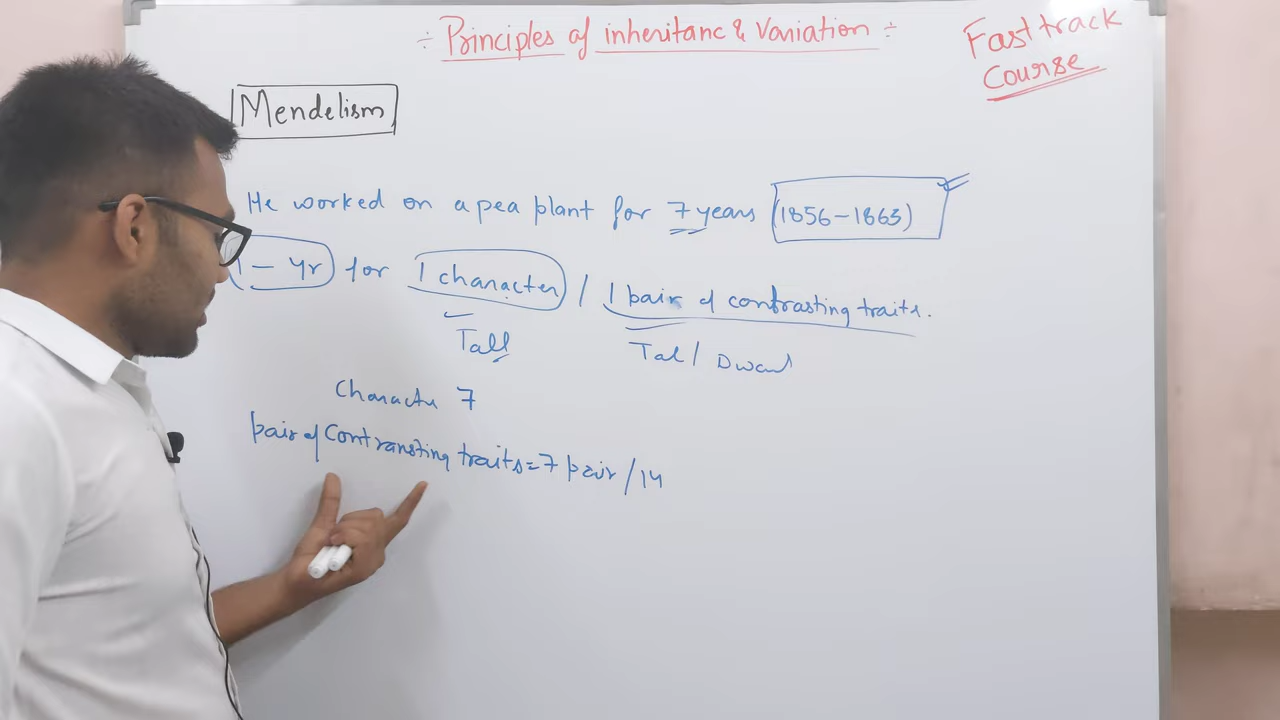 ÷ Principles of inheritanc & Variation ÷
Fast track
Course
Mendelism
He worked on a pea plant for 7 years (1856-1863)
1 - Yr for 1 character / 1 pair of contrasting traits.
Tall
Tal / Dwarf
Character 7
pair of Contransting traits = 7 pair / 14